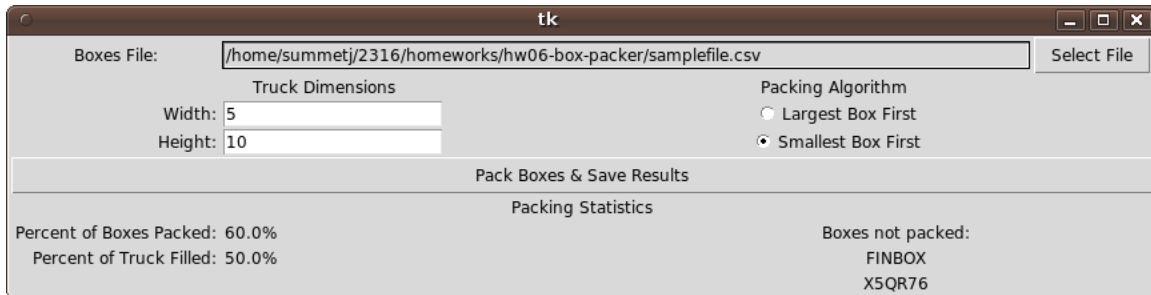 tk
Boxes File: /home/summetj/2316/homeworks/hw06-box-packer/samplefile.csv Select File
Truck Dimensions Packing Algorithm
Width: 5 Largest Box First
Height: 10 Smallest Box First
Pack Boxes & Save Results
Packing Statistics
Percent of Boxes Packed: 60.0% Boxes not packed:
Percent of Truck Filled: 50.0% FINBOX
X5QR76